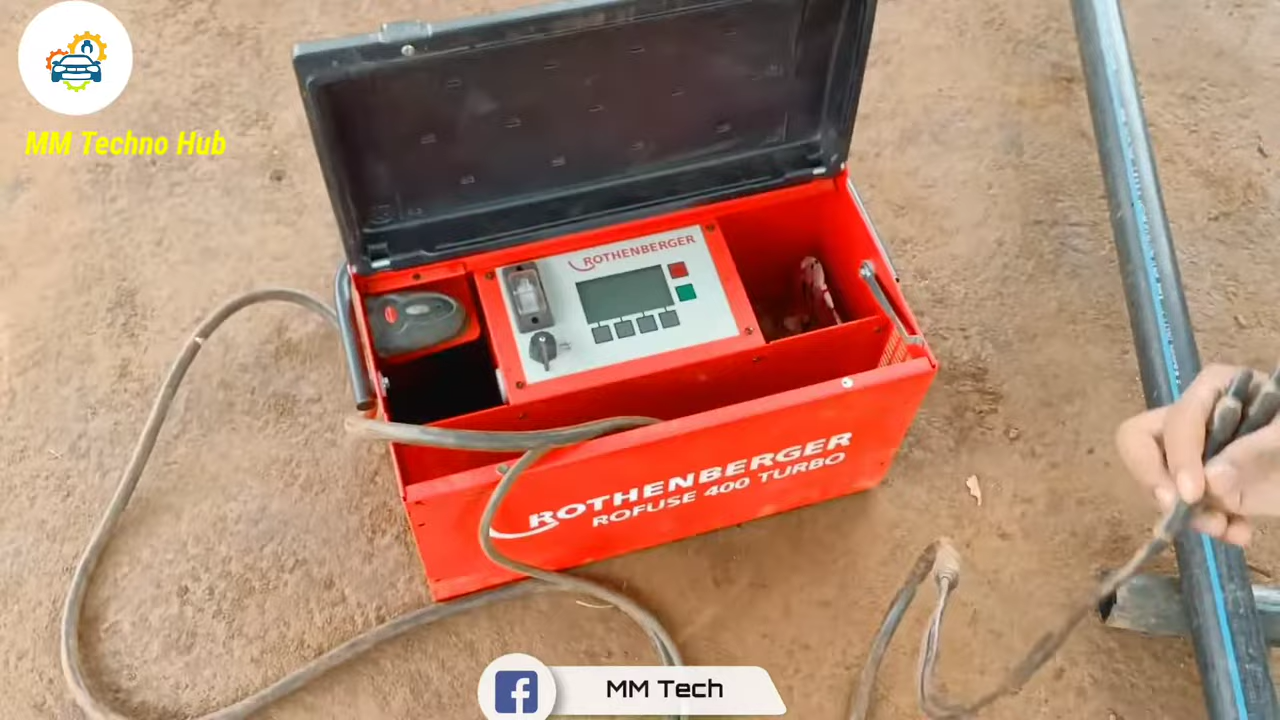 MM Techno Hub
ROTHENBERGER
ROTHENBERGER
ROFUSE 400 TURBO
MM Tech